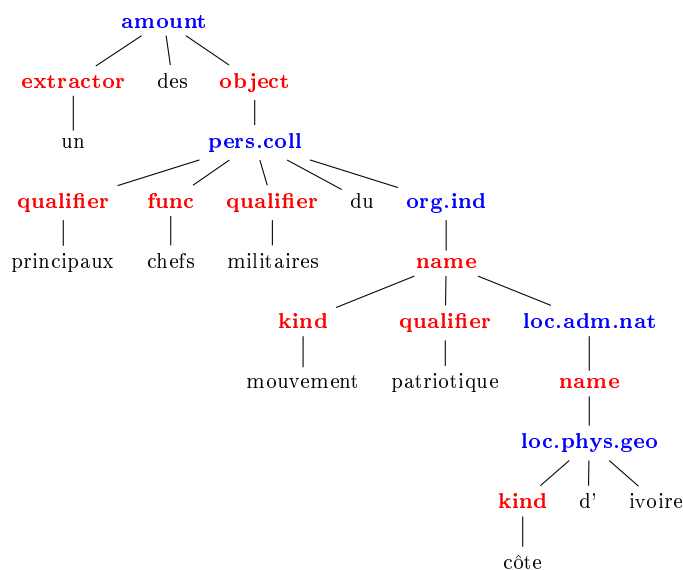 amount
extractor des object
un pers.coll
qualifier func qualifier du org.ind
principaux chefs militaires name
kind qualifier loc.adm.nat
mouvement patriotique name
loc.phys.geo
kind d' ivoire
côte